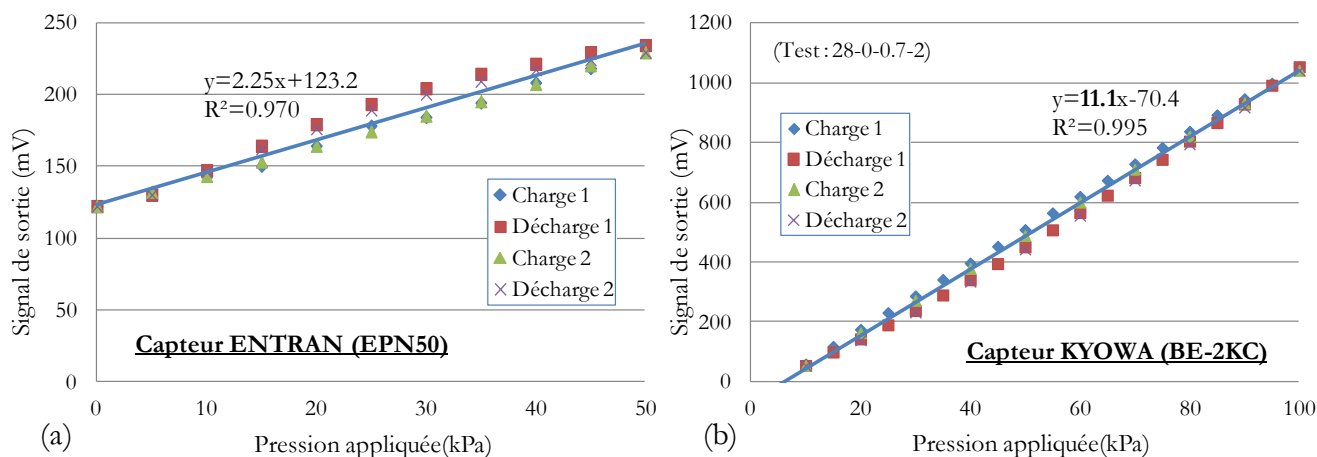 250
200
150
100
50
0
Signal de sortie (mV)
y=2.25x+123.2
R²=0.970
Charge 1
Décharge 1
Charge 2
Décharge 2
Capteur ENTRAN (EPN50)
0 10 20 30 40 50
Pression appliquée(kPa)
(a)
1200
1000
800
600
400
200
0
Signal de sortie (mV)
(Test : 28-0-0.7-2)
y=11.1x-70.4
R²=0.995
Charge 1
Décharge 1
Charge 2
Décharge 2
Capteur KYOWA (BE-2KC)
0 20 40 60 80 100
Pression appliquée(kPa)
(b)